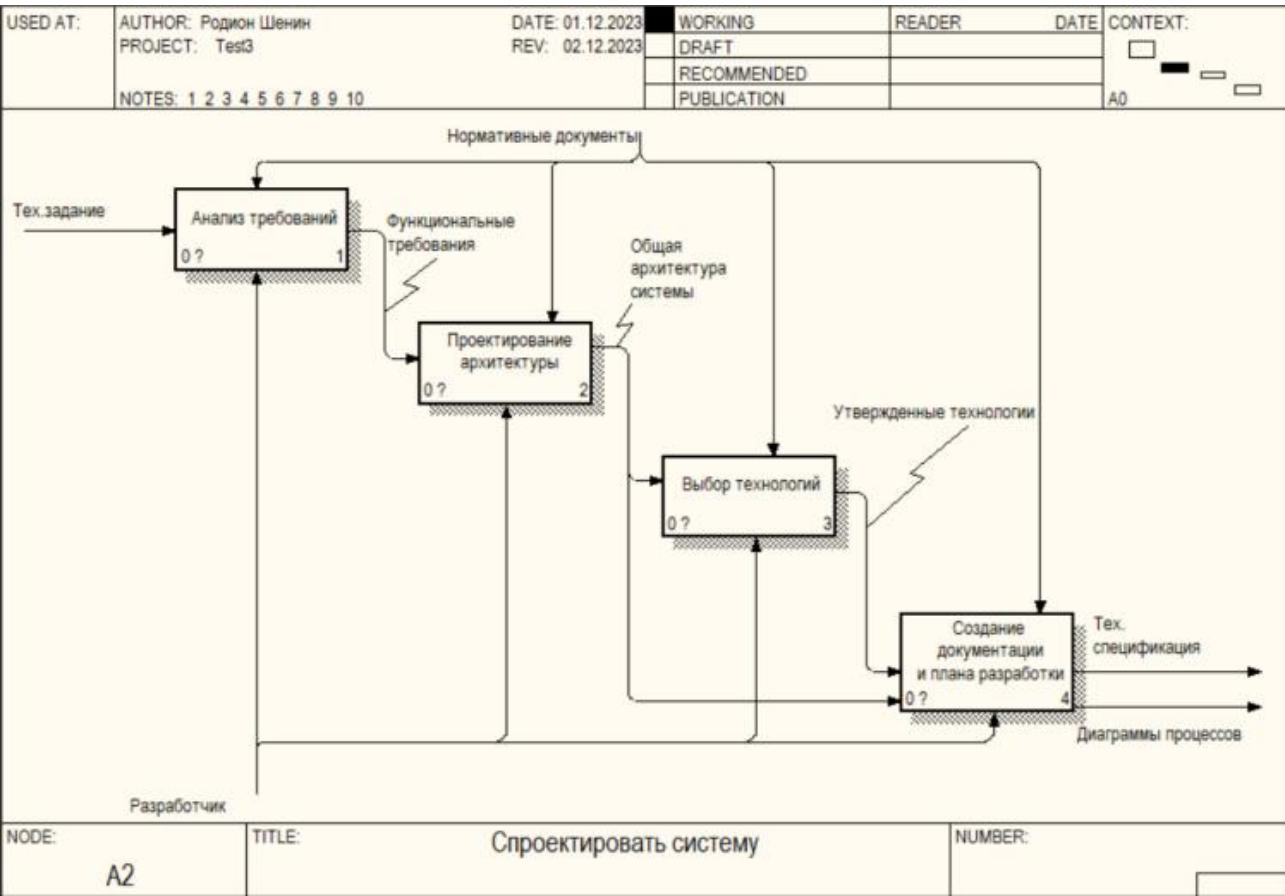 USED AT:
AUTHOR: Родион Шенин
DATE: 01.12.2023
WORKING
READER
DATE
CONTEXT:
PROJECT: Test3
REV: 02.12.2023
DRAFT
RECOMMENDED
NOTES: 1 2 3 4 5 6 7 8 9 10
PUBLICATION
A0
Нормативные документы
Тех.задание
Анализ требований
0 ?
1
Функциональные
требования
Общая
архитектура
системы
Проектирование
архитектуры
0 ?
2
Утвержденные технологии
Выбор технологий
0 ?
3
Создание
документации
и плана разработки
0 ?
4
Тех.
спецификация
Диаграммы процессов
Разработчик
NODE:
A2
TITLE:
Спроектировать систему
NUMBER: